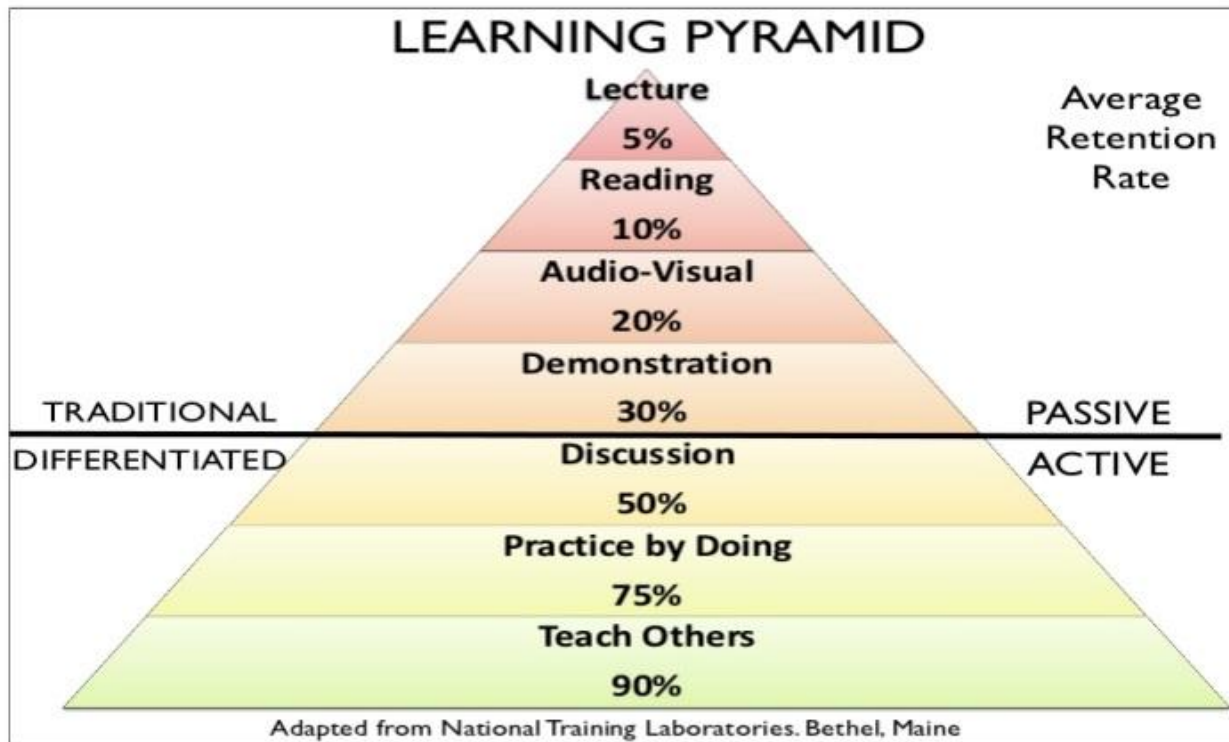 LEARNING PYRAMID
Lecture
5%
Average
Retention
Rate
Reading
10%
Audio-Visual
20%
Demonstration
30%
TRADITIONAL
PASSIVE
DIFFERENTIATED
ACTIVE
Discussion
50%
Practice by Doing
75%
Teach Others
90%
Adapted from National Training Laboratories. Bethel, Maine